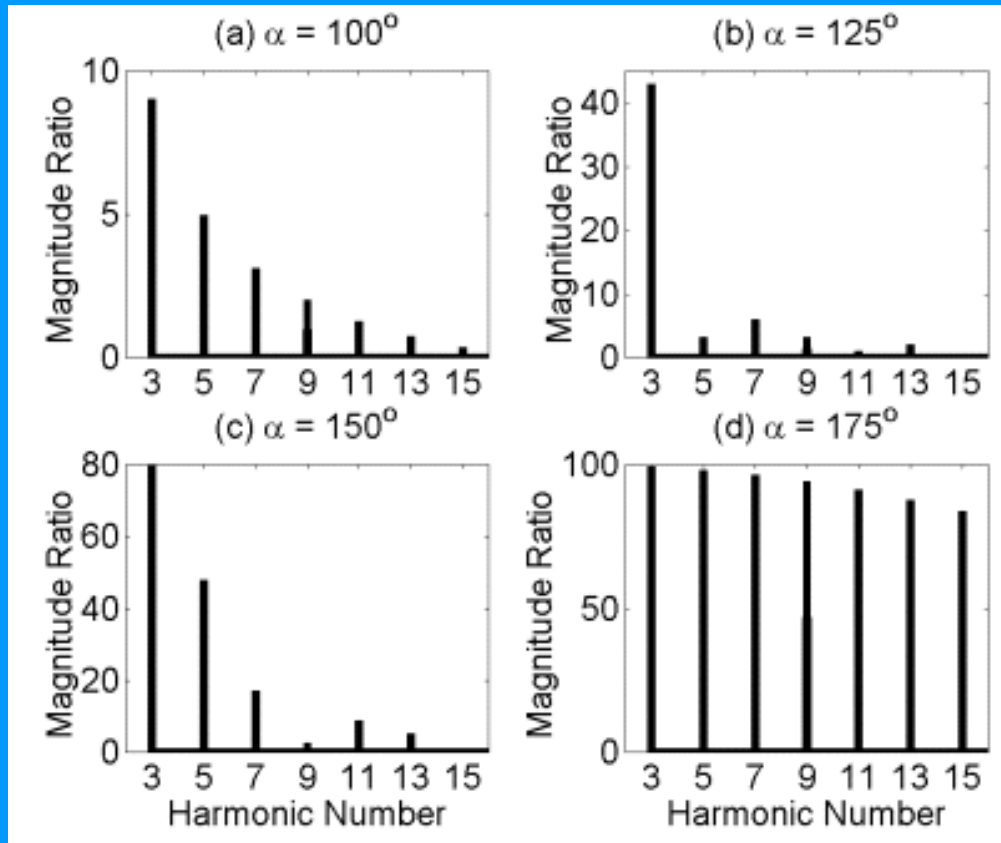 (a) α = 100°
10
5
0
Magnitude Ratio
3 5 7 9 11 13 15
(b) α = 125°
40
30
20
10
0
Magnitude Ratio
3 5 7 9 11 13 15
(c) α = 150°
80
60
40
20
0
Magnitude Ratio
3 5 7 9 11 13 15
Harmonic Number
(d) α = 175°
100
50
0
Magnitude Ratio
3 5 7 9 11 13 15
Harmonic Number